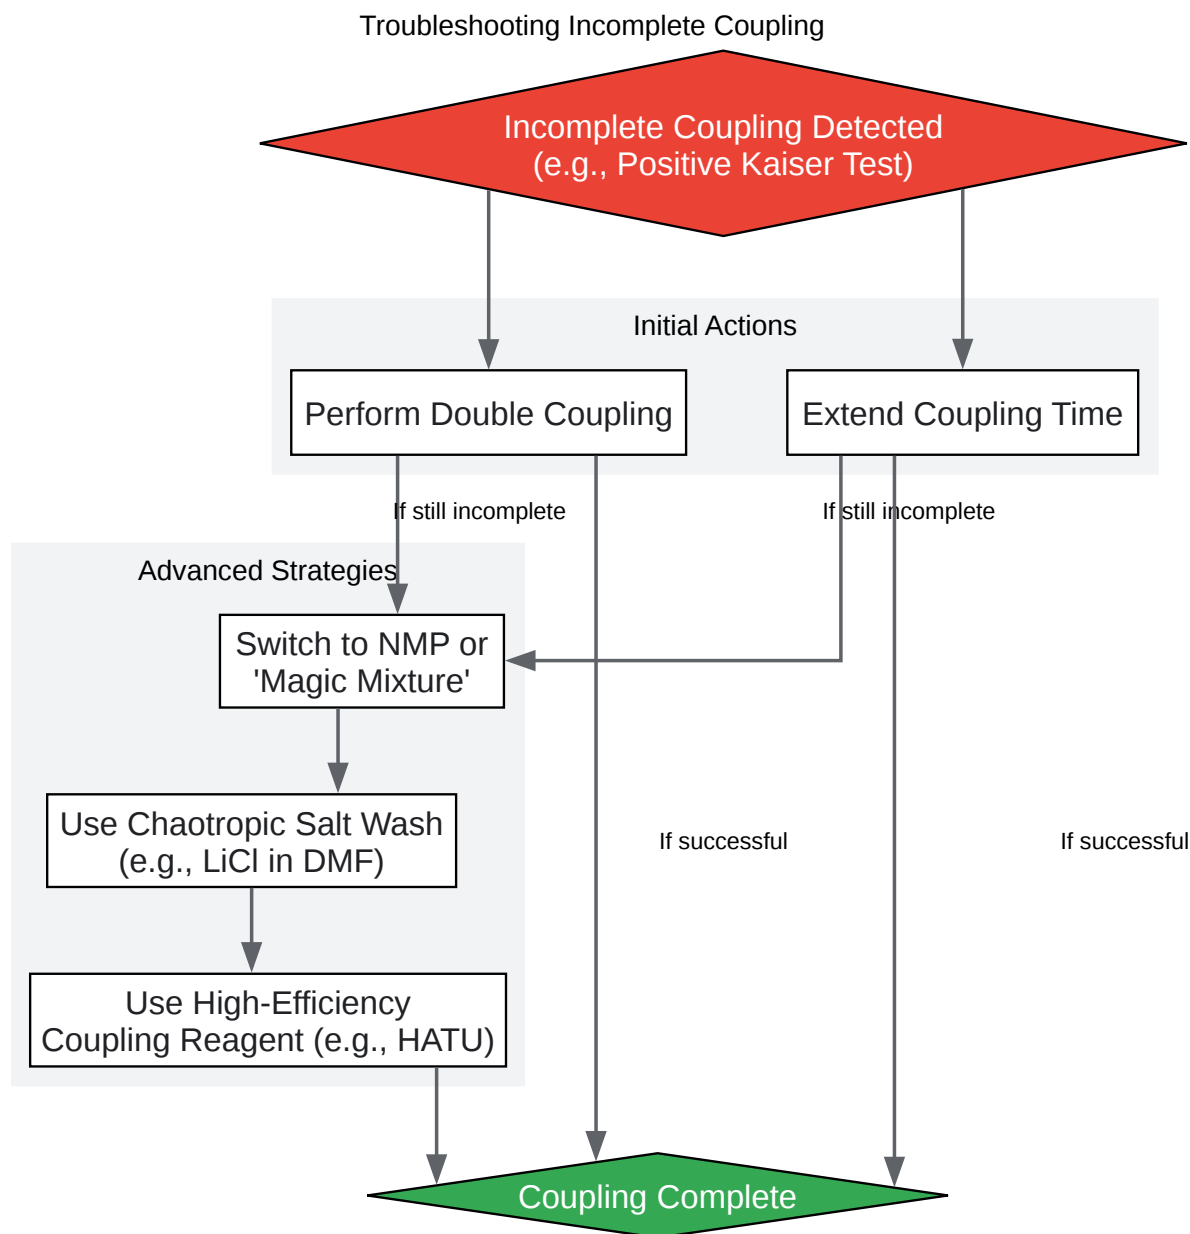 Troubleshooting Incomplete Coupling
Incomplete Coupling Detected
(e.g., Positive Kaiser Test)
Initial Actions
Perform Double Coupling
Extend Coupling Time
If still incomplete
If still incomplete
Advanced Strategies
Switch to NMP or
'Magic Mixture'
Use Chaotropic Salt Wash
(e.g., LiCl in DMF)
If successful
If successful
Use High-Efficiency
Coupling Reagent (e.g., HATU)
Coupling Complete